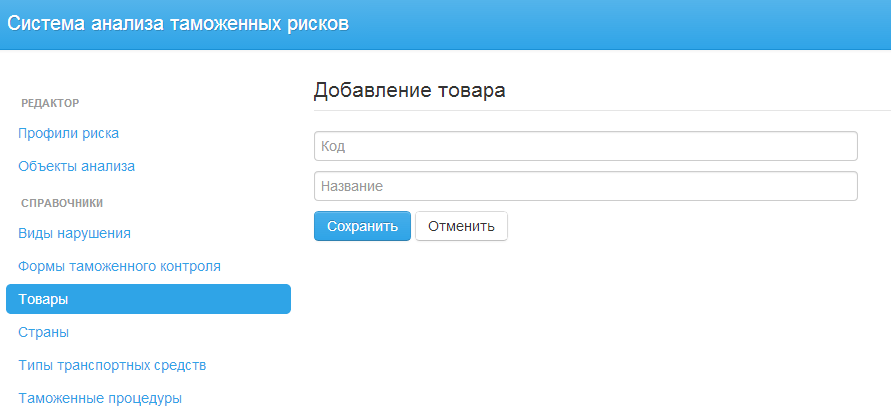 Система анализа таможенных рисков
РЕДАКТОР
Профили риска
Объекты анализа
СПРАВОЧНИКИ
Виды нарушения
Формы таможенного контроля
Товары
Страны
Типы транспортных средств
Таможенные процедуры
Добавление товара
Код
Название
Сохранить Отменить